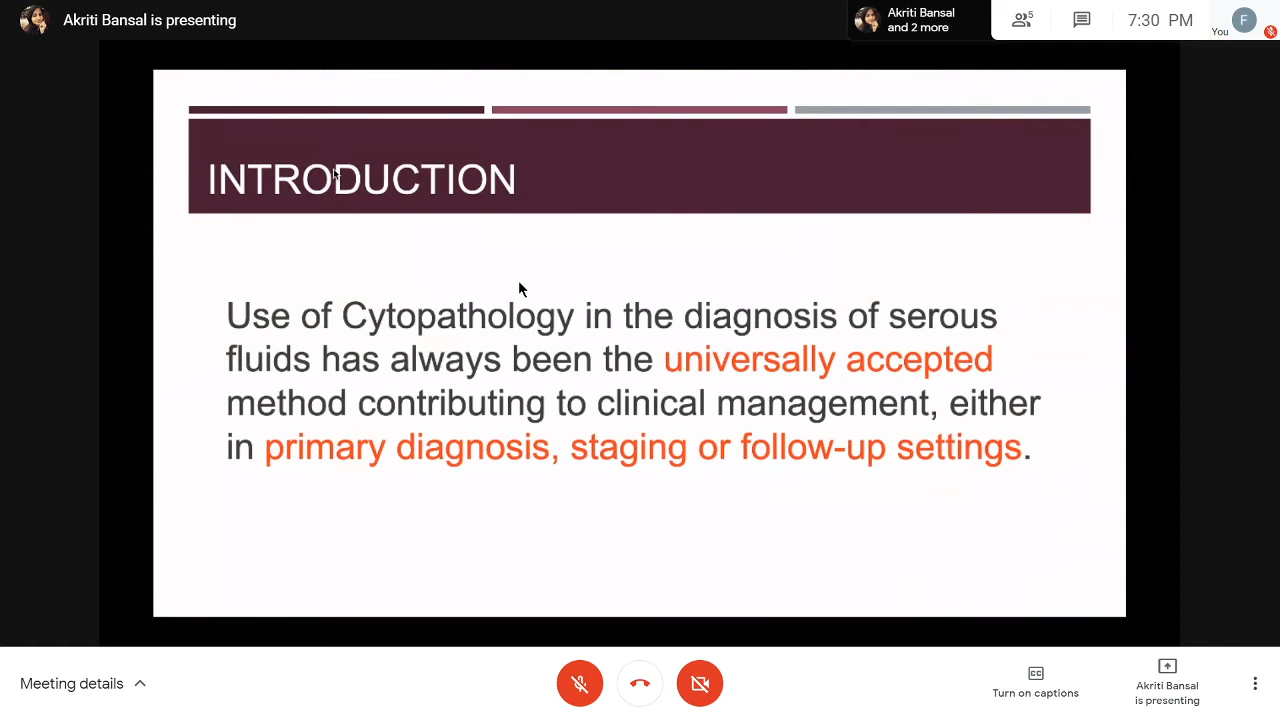 Akriti Bansal is presenting
Akriti Bansal
and 2 more
5
7:30 PM
You
F
INTRODUCTION
Use of Cytopathology in the diagnosis of serous
fluids has always been the universally accepted
method contributing to clinical management, either
in primary diagnosis, staging or follow-up settings.
Meeting details
CC
Turn on captions
Akriti Bansal
is presenting